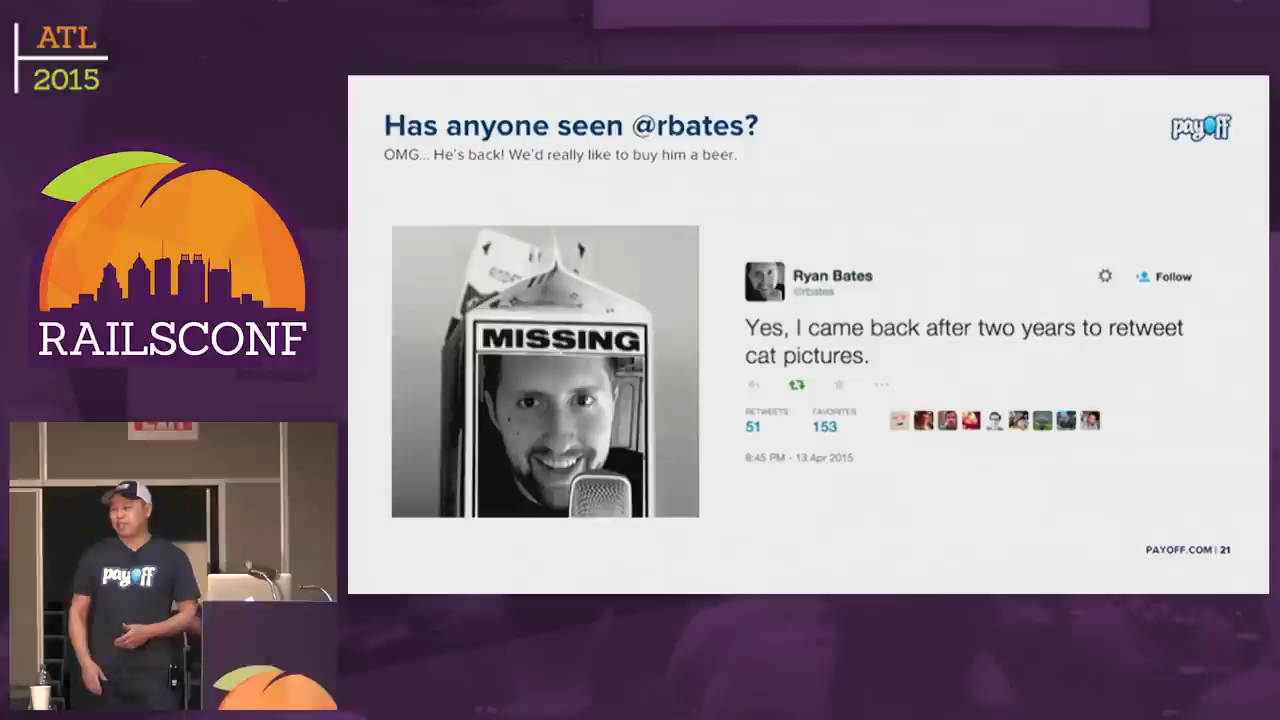 ATL
2015
RAILSCONF
Has anyone seen @rbates?
OMG... He's back! We'd really like to buy him a beer.
payoff
MISSING
Ryan Bates
@rbates
Follow
Yes, I came back after two years to retweet
cat pictures.
RETWEETS
FAVORITES
51
153
8:45 PM - 13 Apr 2015
PAYOFF.COM | 21
EXIT
payoff